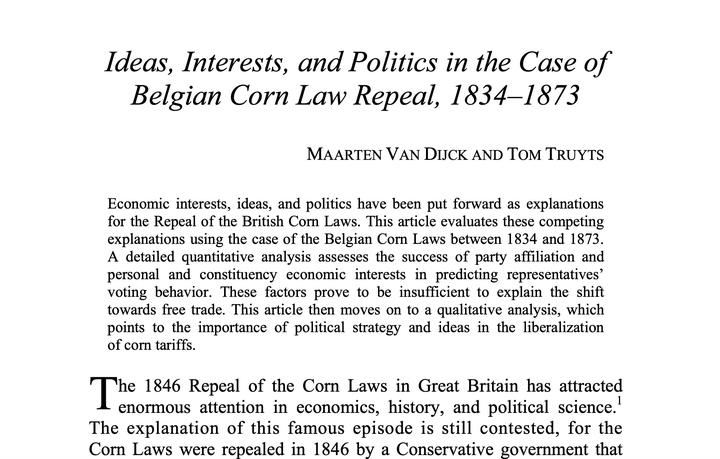 Ideas, Interests, and Politics in the Case of
Belgian Corn Law Repeal, 1834–1873
MAARTEN VAN DIJCK AND TOM TRUYTS
Economic interests, ideas, and politics have been put forward as explanations
for the Repeal of the British Corn Laws. This article evaluates these competing
explanations using the case of the Belgian Corn Laws between 1834 and 1873.
A detailed quantitative analysis assesses the success of party affiliation and
personal and constituency economic interests in predicting representatives’
voting behavior. These factors prove to be insufficient to explain the shift
towards free trade. This article then moves on to a qualitative analysis, which
points to the importance of political strategy and ideas in the liberalization
of corn tariffs.
The 1846 Repeal of the Corn Laws in Great Britain has attracted
enormous attention in economics, history, and political science.1
The explanation of this famous episode is still contested, for the
Corn Laws were repealed in 1846 by a Conservative government that